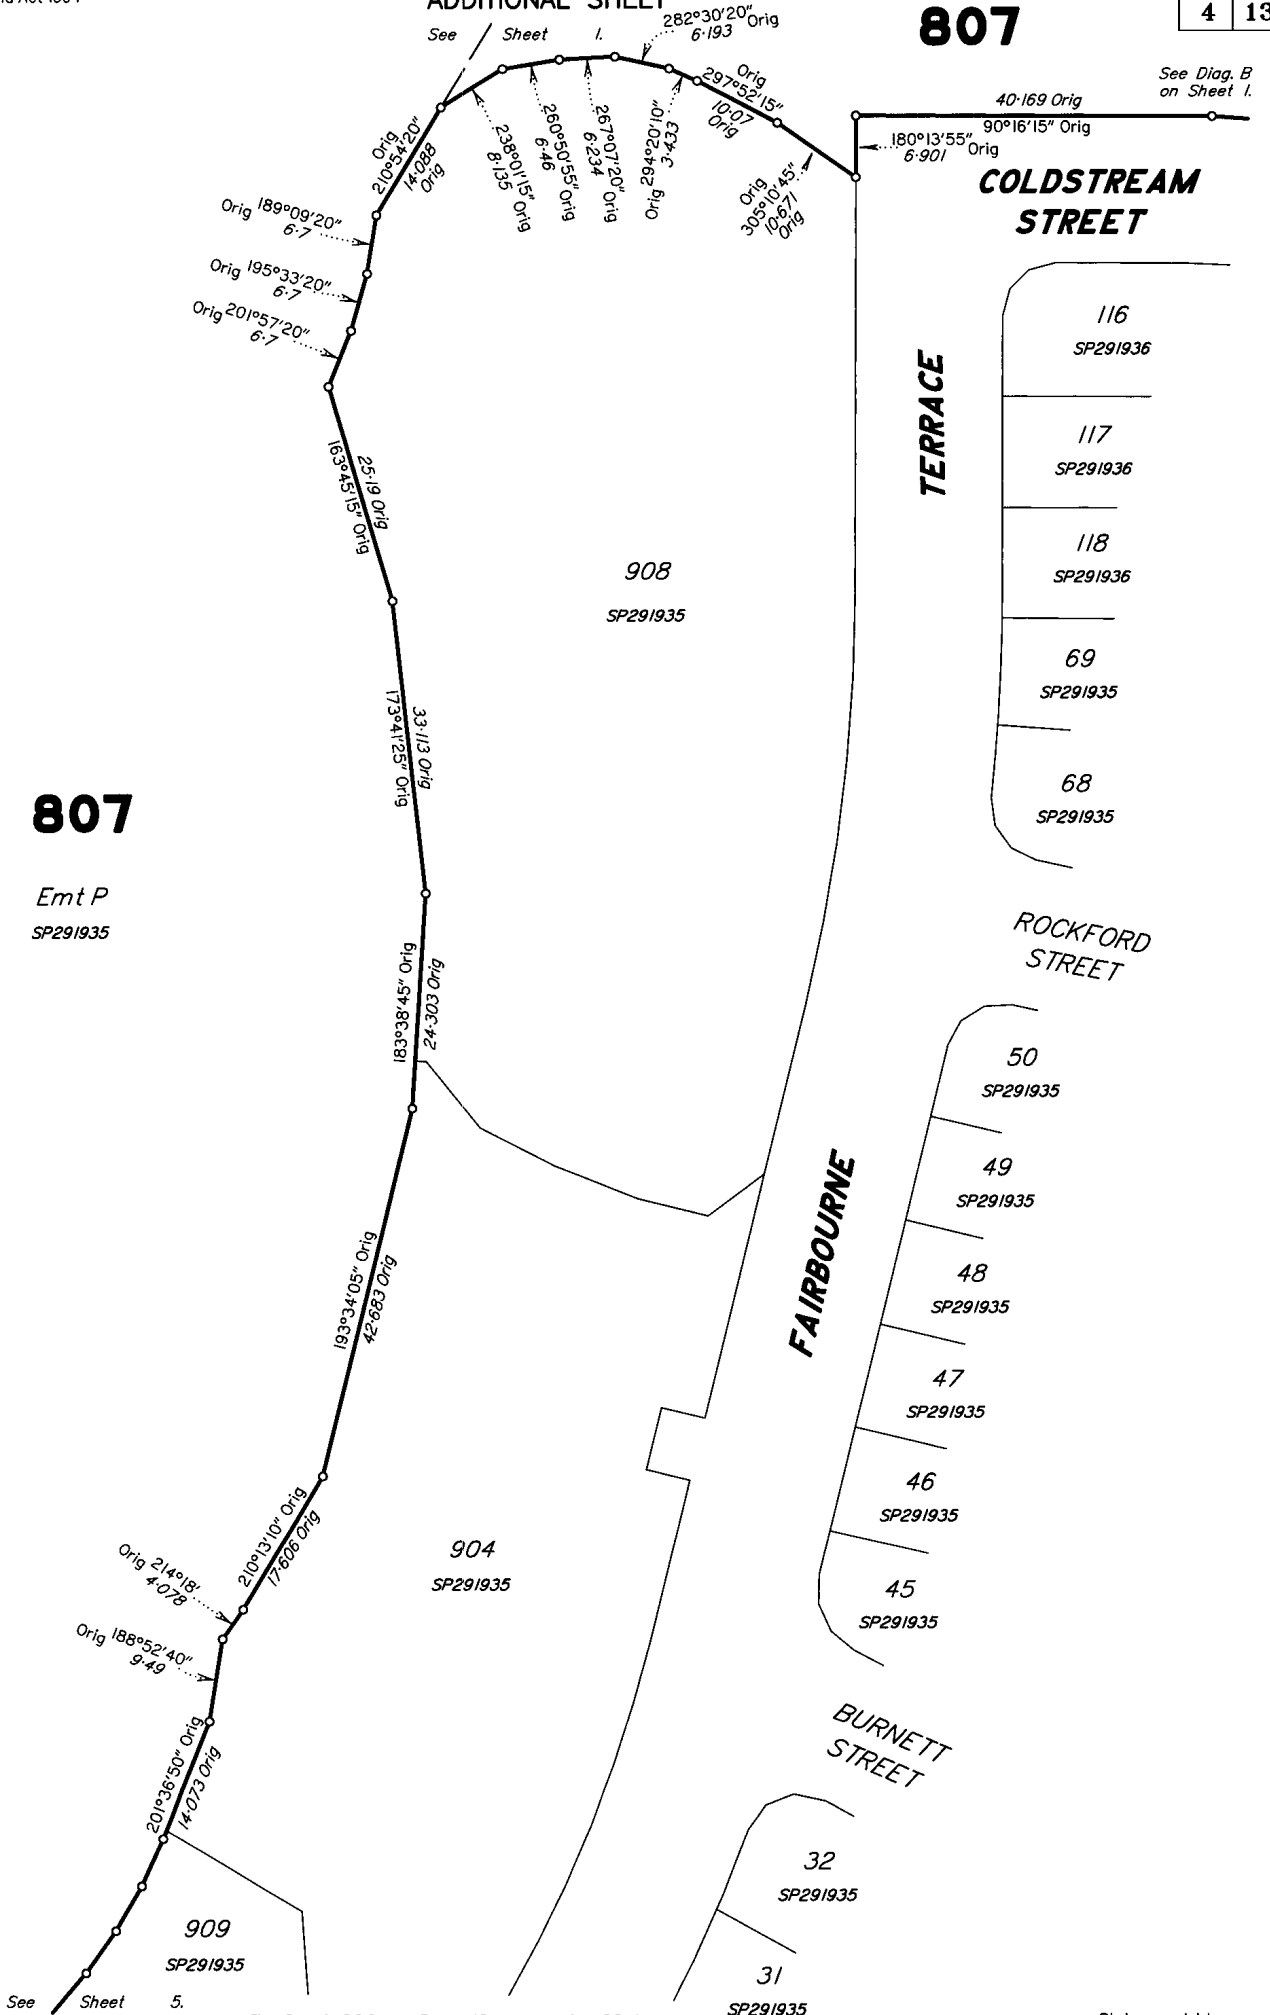 ADDITIONAL SHEET
807
4 13
See Sheet 1.
282°30'20" Orig
6·193
See Diag. B
on Sheet 1.
Orig
297°52'15"
10·07
Orig
40·169 Orig
90°16'15" Orig
180°13'55" Orig
6·901
Orig
210°54'20"
14·088
Orig
238°01'15" Orig
8·135
260°50'55" Orig
6·46
267°07'20" Orig
6·234
Orig 294°20'10"
3·433
Orig
305°10'45"
10·671
Orig
COLDSTREAM
STREET
Orig 189°09'20"
6·7
Orig 195°33'20"
6·7
Orig 201°57'20"
6·7
116
SP291936
TERRACE
117
SP291936
25·19 Orig
163°45'15" Orig
118
SP291936
908
SP291935
69
SP291935
33·113 Orig
173°41'25" Orig
68
SP291935
807
Emt P
SP291935
ROCKFORD
STREET
183°38'45" Orig
24·303 Orig
50
SP291935
49
SP291935
FAIRBOURNE
193°34'05" Orig
42·683 Orig
48
SP291935
47
SP291935
46
SP291935
210°13'10" Orig
17·606 Orig
904
SP291935
Orig 214°18'
4·078
45
SP291935
Orig 188°52'40"
9·49
201°36'50" Orig
14·073 Orig
BURNETT
STREET
32
SP291935
909
SP291935
31
SP291935
See Sheet 5.